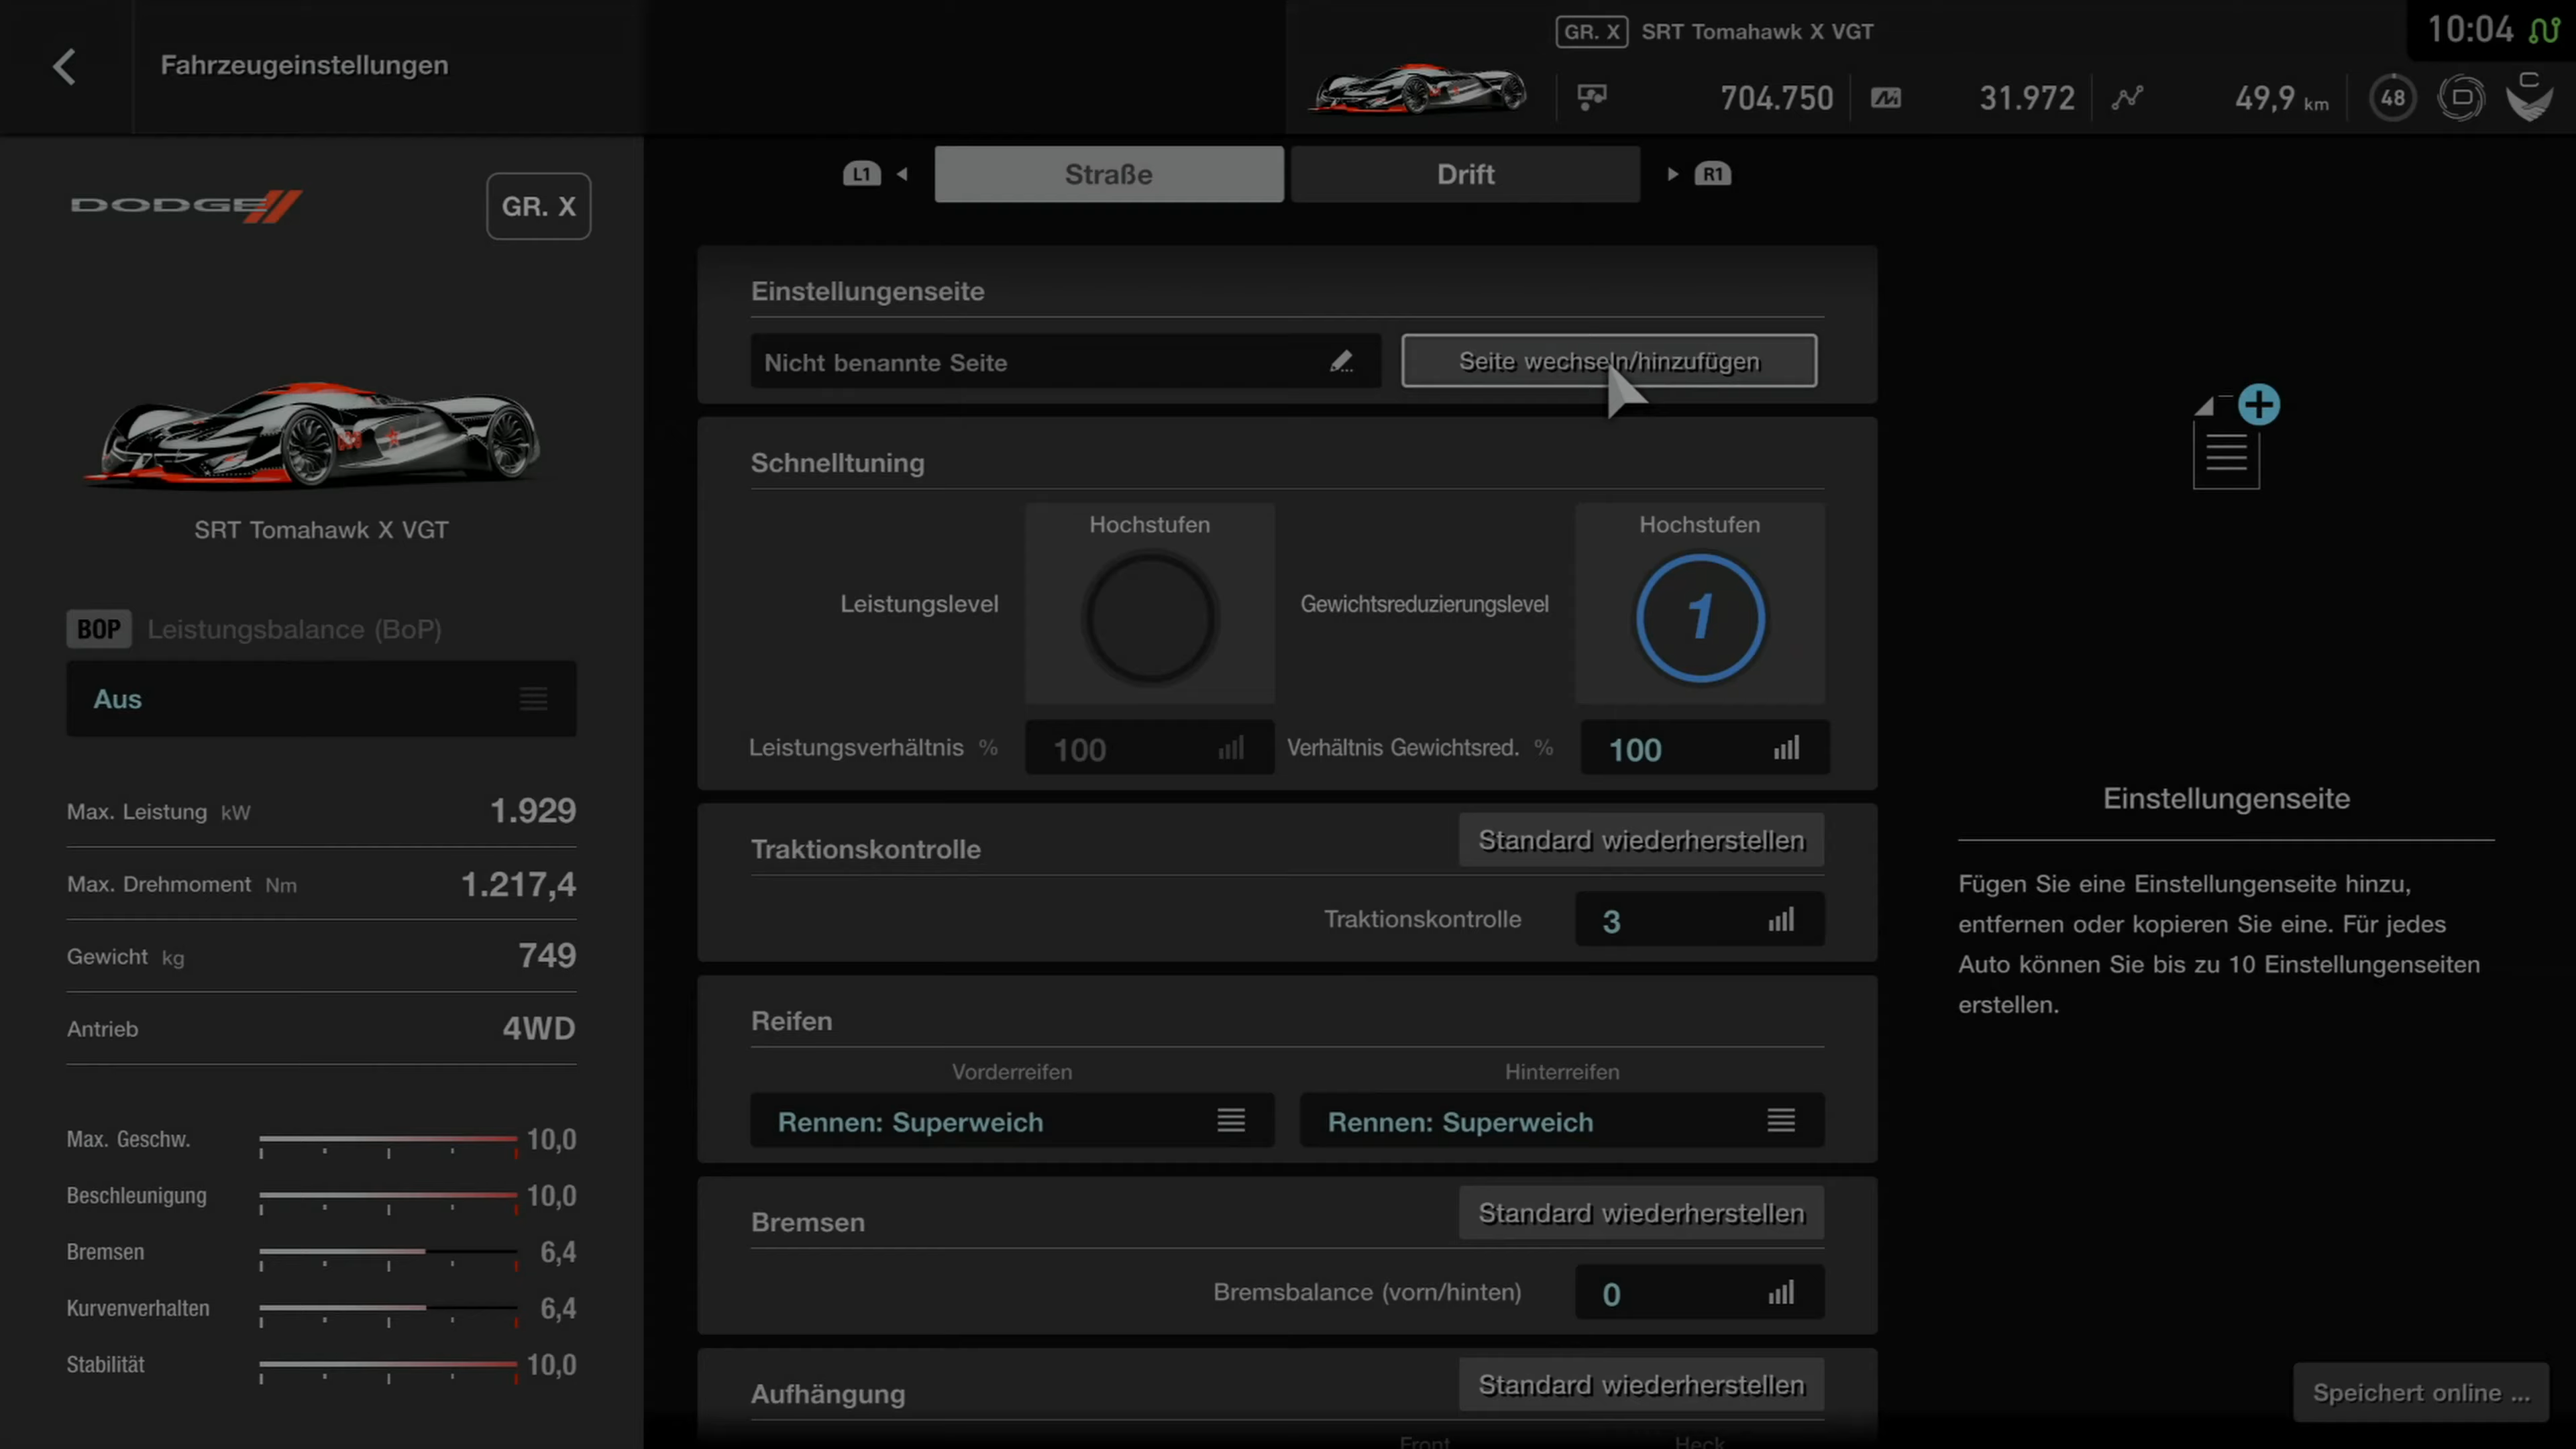 Fahrzeugeinstellungen
GR. X SRT Tomahawk X VGT
10:04
704.750
31.972
49,9 km
48
D
C
DODGE
GR. X
SRT Tomahawk X VGT
BOP Leistungsbalance (BoP)
Aus
Max. Leistung kW 1.929
Max. Drehmoment Nm 1.217,4
Gewicht kg 749
Antrieb 4WD
Max. Geschw. 10,0
Beschleunigung 10,0
Bremsen 6,4
Kurvenverhalten 6,4
Stabilität 10,0
L1 Straße Drift R1
Einstellungenseite
Nicht benannte Seite
Seite wechseln/hinzufügen
Schnelltuning
Hochstufen
Hochstufen
Leistungslevel
Gewichtsreduzierungslevel 1
Leistungsverhältnis % 100
Verhältnis Gewichtsred. % 100
Traktionskontrolle
Standard wiederherstellen
Traktionskontrolle 3
Reifen
Vorderreifen
Hinterreifen
Rennen: Superweich
Rennen: Superweich
Bremsen
Standard wiederherstellen
Bremsbalance (vorn/hinten) 0
Aufhängung
Standard wiederherstellen
Front Heck
Einstellungenseite
Fügen Sie eine Einstellungenseite hinzu,
entfernen oder kopieren Sie eine. Für jedes
Auto können Sie bis zu 10 Einstellungenseiten
erstellen.
Speichert online ...